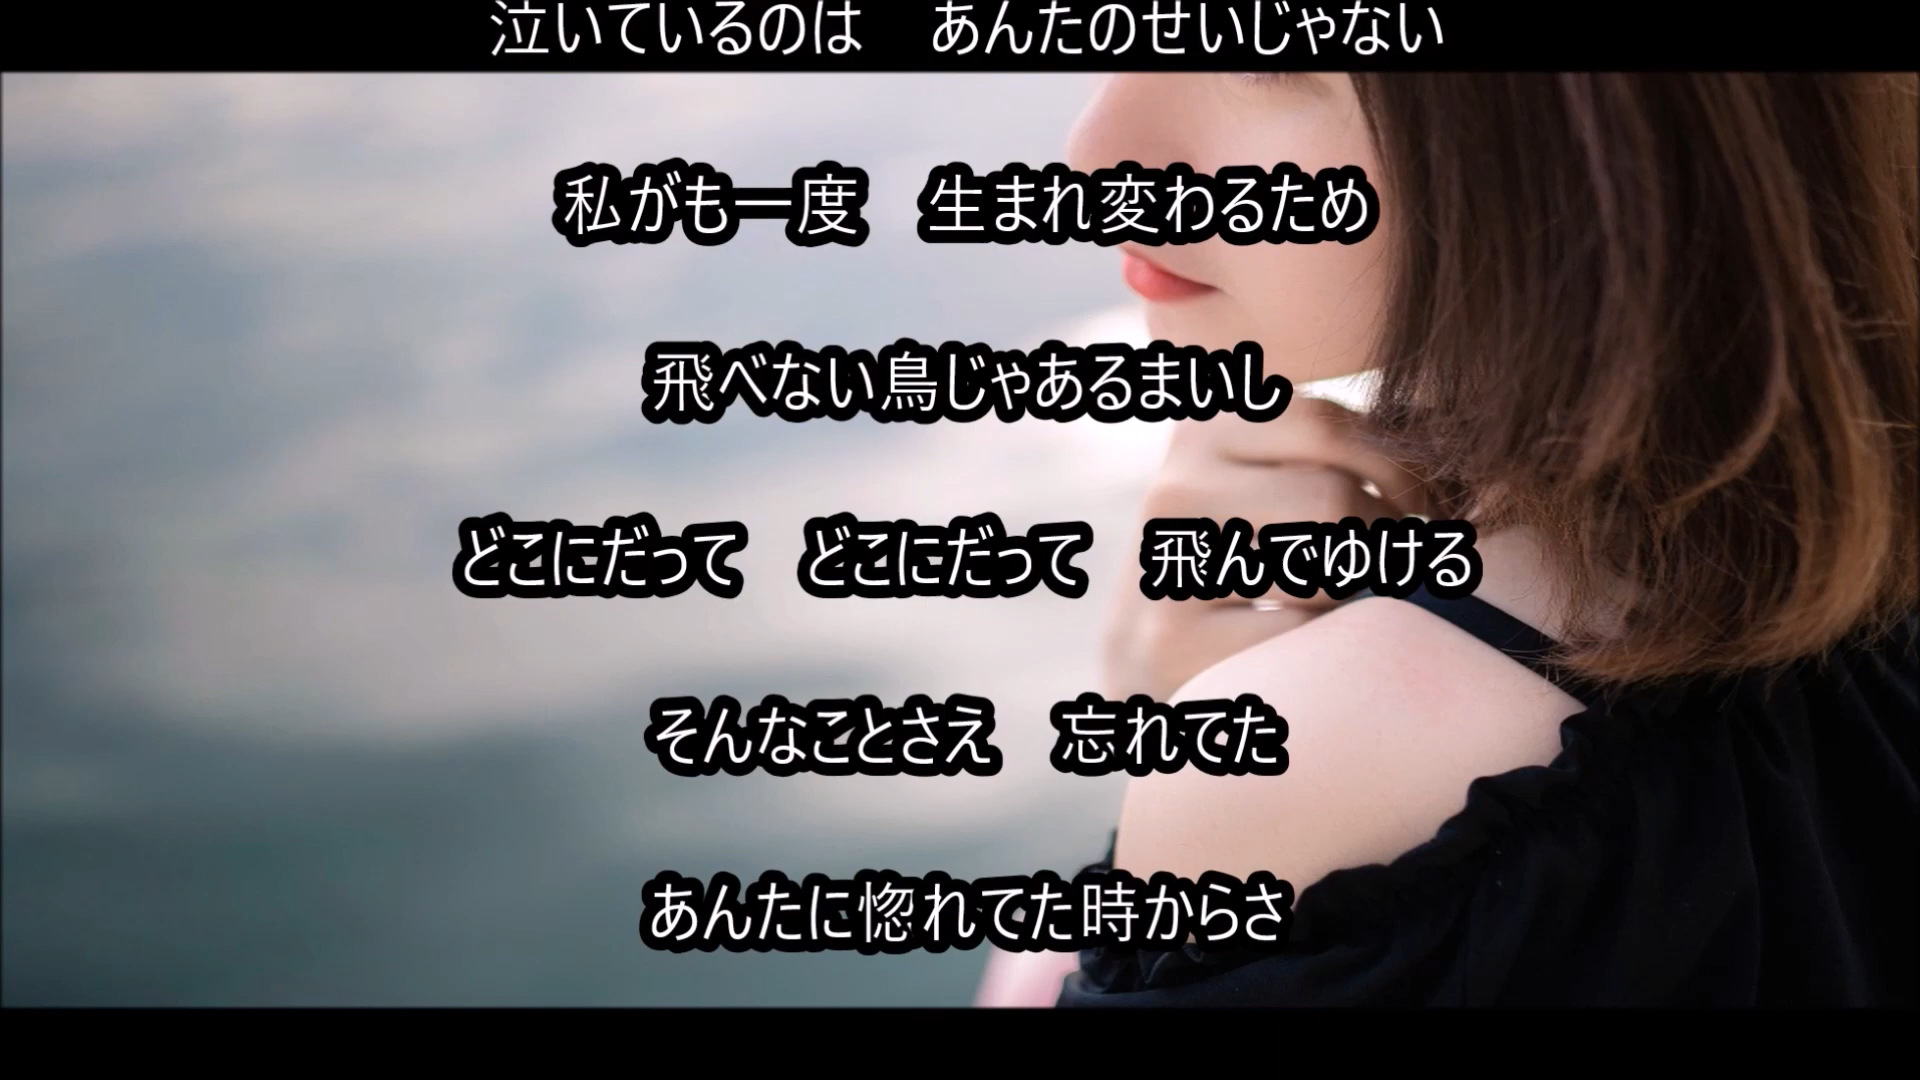 泣いているのは　あんたのせいじゃない
私がも一度　生まれ変わるため
飛べない鳥じゃあるまいし
どこにだって　どこにだって　飛んでゆける
そんなことさえ　忘れてた
あんたに惚れてた時からさ